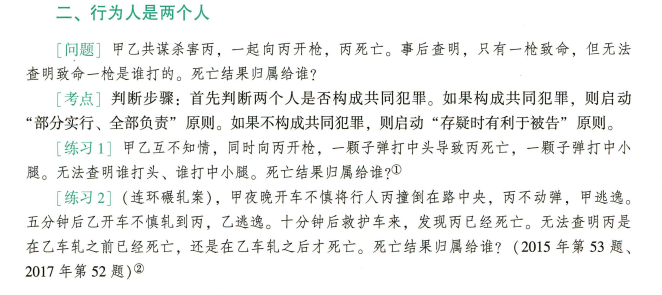 二、行为人是两个人
［问题］甲乙共谋杀害丙，一起向丙开枪，丙死亡。事后查明，只有一枪致命，但无法
查明致命一枪是谁打的。死亡结果归属给谁？
［考点］判断步骤：首先判断两个人是否构成共同犯罪。如果构成共同犯罪，则启动
“部分实行、全部负责”原则。如果不构成共同犯罪，则启动“存疑时有利于被告”原则。
［练习1］甲乙互不知情，同时向丙开枪，一颗子弹打中头导致丙死亡，一颗子弹打中小
腿。无法查明谁打头、谁打中小腿。死亡结果归属给谁?①
［练习2］（连环碾轧案），甲夜晚开车不慎将行人丙撞倒在路中央，丙不动弹，甲逃逸。
五分钟后乙开车不慎轧到丙，乙逃逸。十分钟后救护车来，发现丙已经死亡。无法查明丙是
在乙车轧之前已经死亡，还是在乙车轧之后才死亡。死亡结果归属给谁？（2015年第53题、
2017年第52题）②